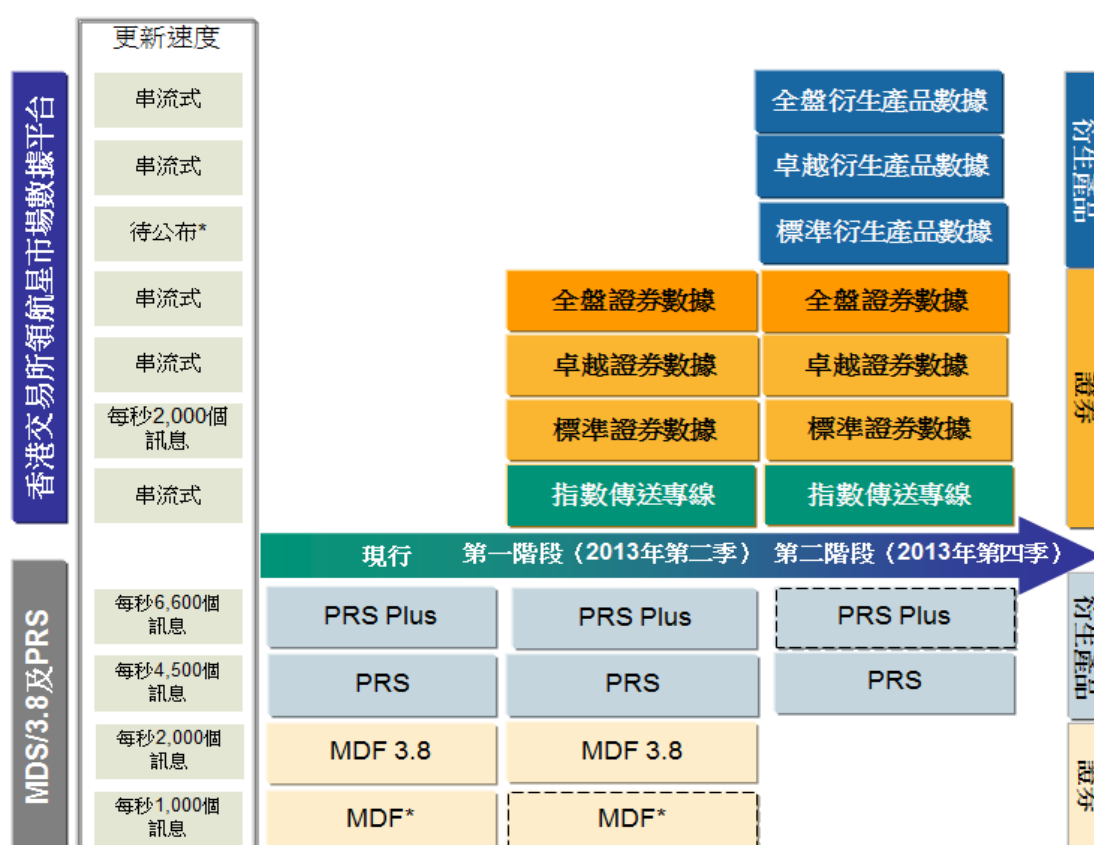 更新速度
香港交易所領航星市場數據平台
串流式
全盤衍生產品數據
衍生產品
串流式
卓越衍生產品數據
待公布*
標準衍生產品數據
串流式
全盤證券數據
全盤證券數據
證券
串流式
卓越證券數據
卓越證券數據
每秒2,000個
訊息
標準證券數據
標準證券數據
串流式
指數傳送專線
指數傳送專線
現行
第一階段（2013年第二季）
第二階段（2013年第四季）
MDS/3.8及PRS
每秒6,600個
訊息
PRS Plus
PRS Plus
PRS Plus
衍生產品
每秒4,500個
訊息
PRS
PRS
PRS
每秒2,000個
訊息
MDF 3.8
MDF 3.8
證券
每秒1,000個
訊息
MDF*
MDF*